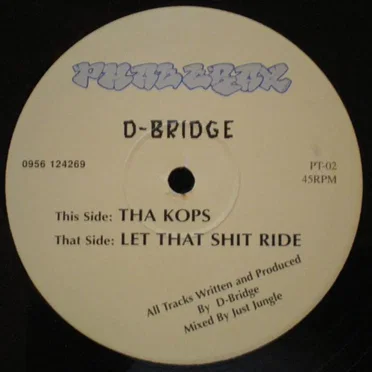 D-BRIDGE
0956 124269
PT-02
45RPM
This Side: THA KOPS
That Side: LET THAT SHIT RIDE
All Tracks Written and Produced
By D-Bridge
Mixed By Just Jungle